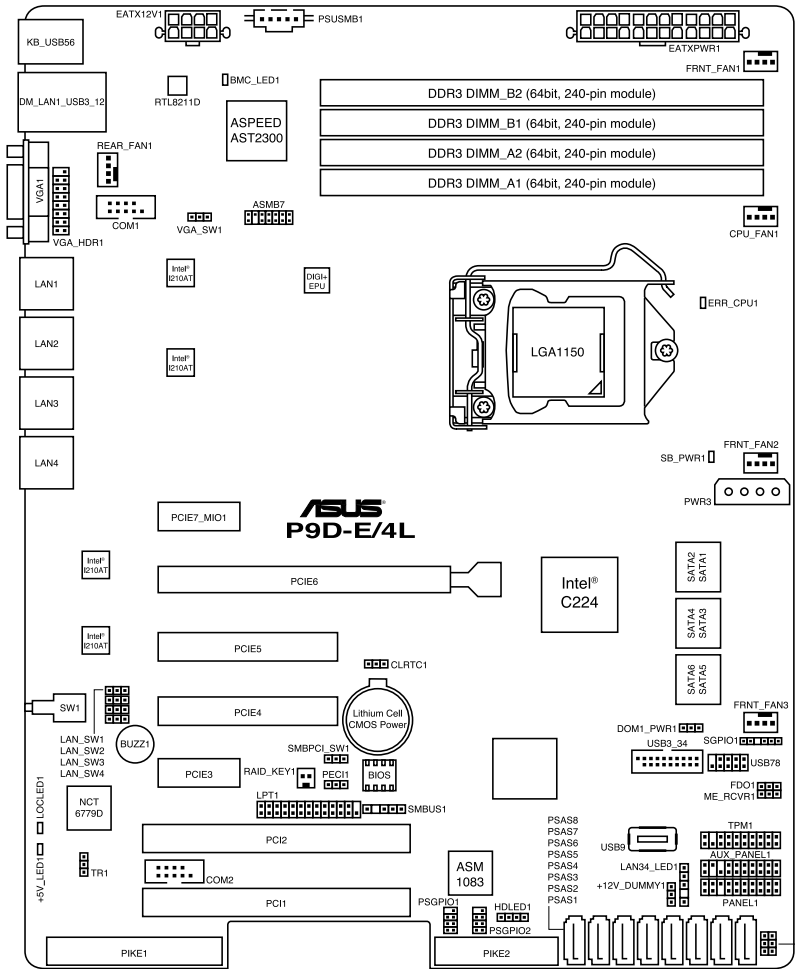 EATX12V1
PSUSMB1
KB_USB56
EATXPWR1
FRNT_FAN1
BMC_LED1
RTL8211D
DM_LAN1_USB3_12
DDR3 DIMM_B2 (64bit, 240-pin module)
ASPEED
AST2300
DDR3 DIMM_B1 (64bit, 240-pin module)
REAR_FAN1
DDR3 DIMM_A2 (64bit, 240-pin module)
VGA1
DDR3 DIMM_A1 (64bit, 240-pin module)
ASMB7
COM1
VGA_SW1
CPU_FAN1
VGA_HDR1
LAN1
Intel®
I210AT
DIGI+
EPU
ERR_CPU1
LAN2
Intel®
I210AT
LGA1150
LAN3
LAN4
FRNT_FAN2
SB_PWR1
PWR3
PCIE7_MIO1
ASUS®
P9D-E/4L
Intel®
I210AT
PCIE6
Intel®
C224
SATA2
SATA1
SATA4
SATA3
Intel®
I210AT
PCIE5
CLRTC1
SATA6
SATA5
SW1
PCIE4
Lithium Cell
CMOS Power
FRNT_FAN3
LAN_SW1
LAN_SW2
LAN_SW3
LAN_SW4
BUZZ1
DOM1_PWR1
SGPIO1
USB3_34
SMBPCI_SW1
USB78
PCIE3
RAID_KEY1
PECI1
BIOS
FDO1
ME_RCVR1
LOCLED1
NCT
6779D
LPT1
SMBUS1
PSAS8
PSAS7
PSAS6
PSAS5
PSAS4
PSAS3
PSAS2
PSAS1
TPM1
PCI2
USB9
AUX_PANEL1
+5V_LED1
TR1
COM2
ASM
1083
LAN34_LED1
+12V_DUMMY1
PANEL1
PCI1
PSGPIO1
HDLED1
PSGPIO2
PIKE1
PIKE2